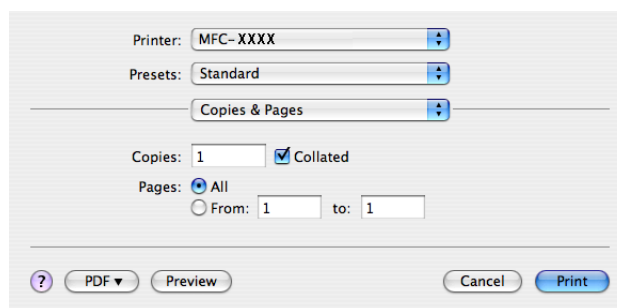 Printer: MFC-XXXX
Presets: Standard
Copies & Pages
Copies: 1 Collated
Pages: All
From: 1 to: 1
? PDF ▼ Preview Cancel Print